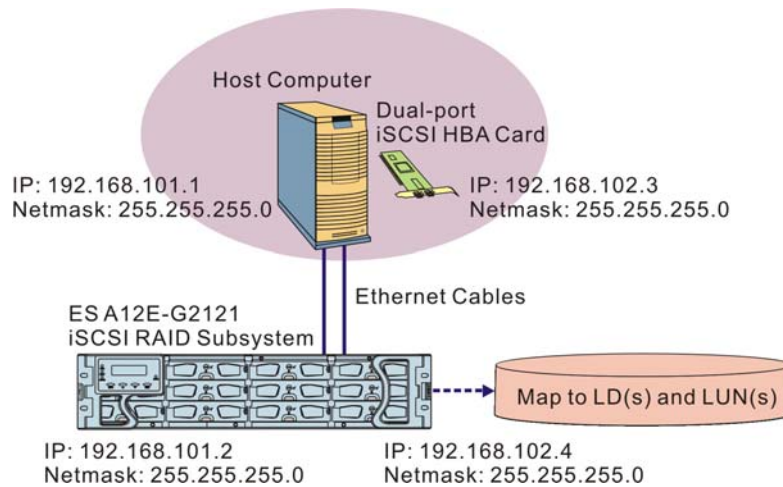 Host Computer
Dual-port
iSCSI HBA Card
IP: 192.168.101.1
Netmask: 255.255.255.0
IP: 192.168.102.3
Netmask: 255.255.255.0
Ethernet Cables
ES A12E-G2121
iSCSI RAID Subsystem
Map to LD(s) and LUN(s)
IP: 192.168.101.2
Netmask: 255.255.255.0
IP: 192.168.102.4
Netmask: 255.255.255.0